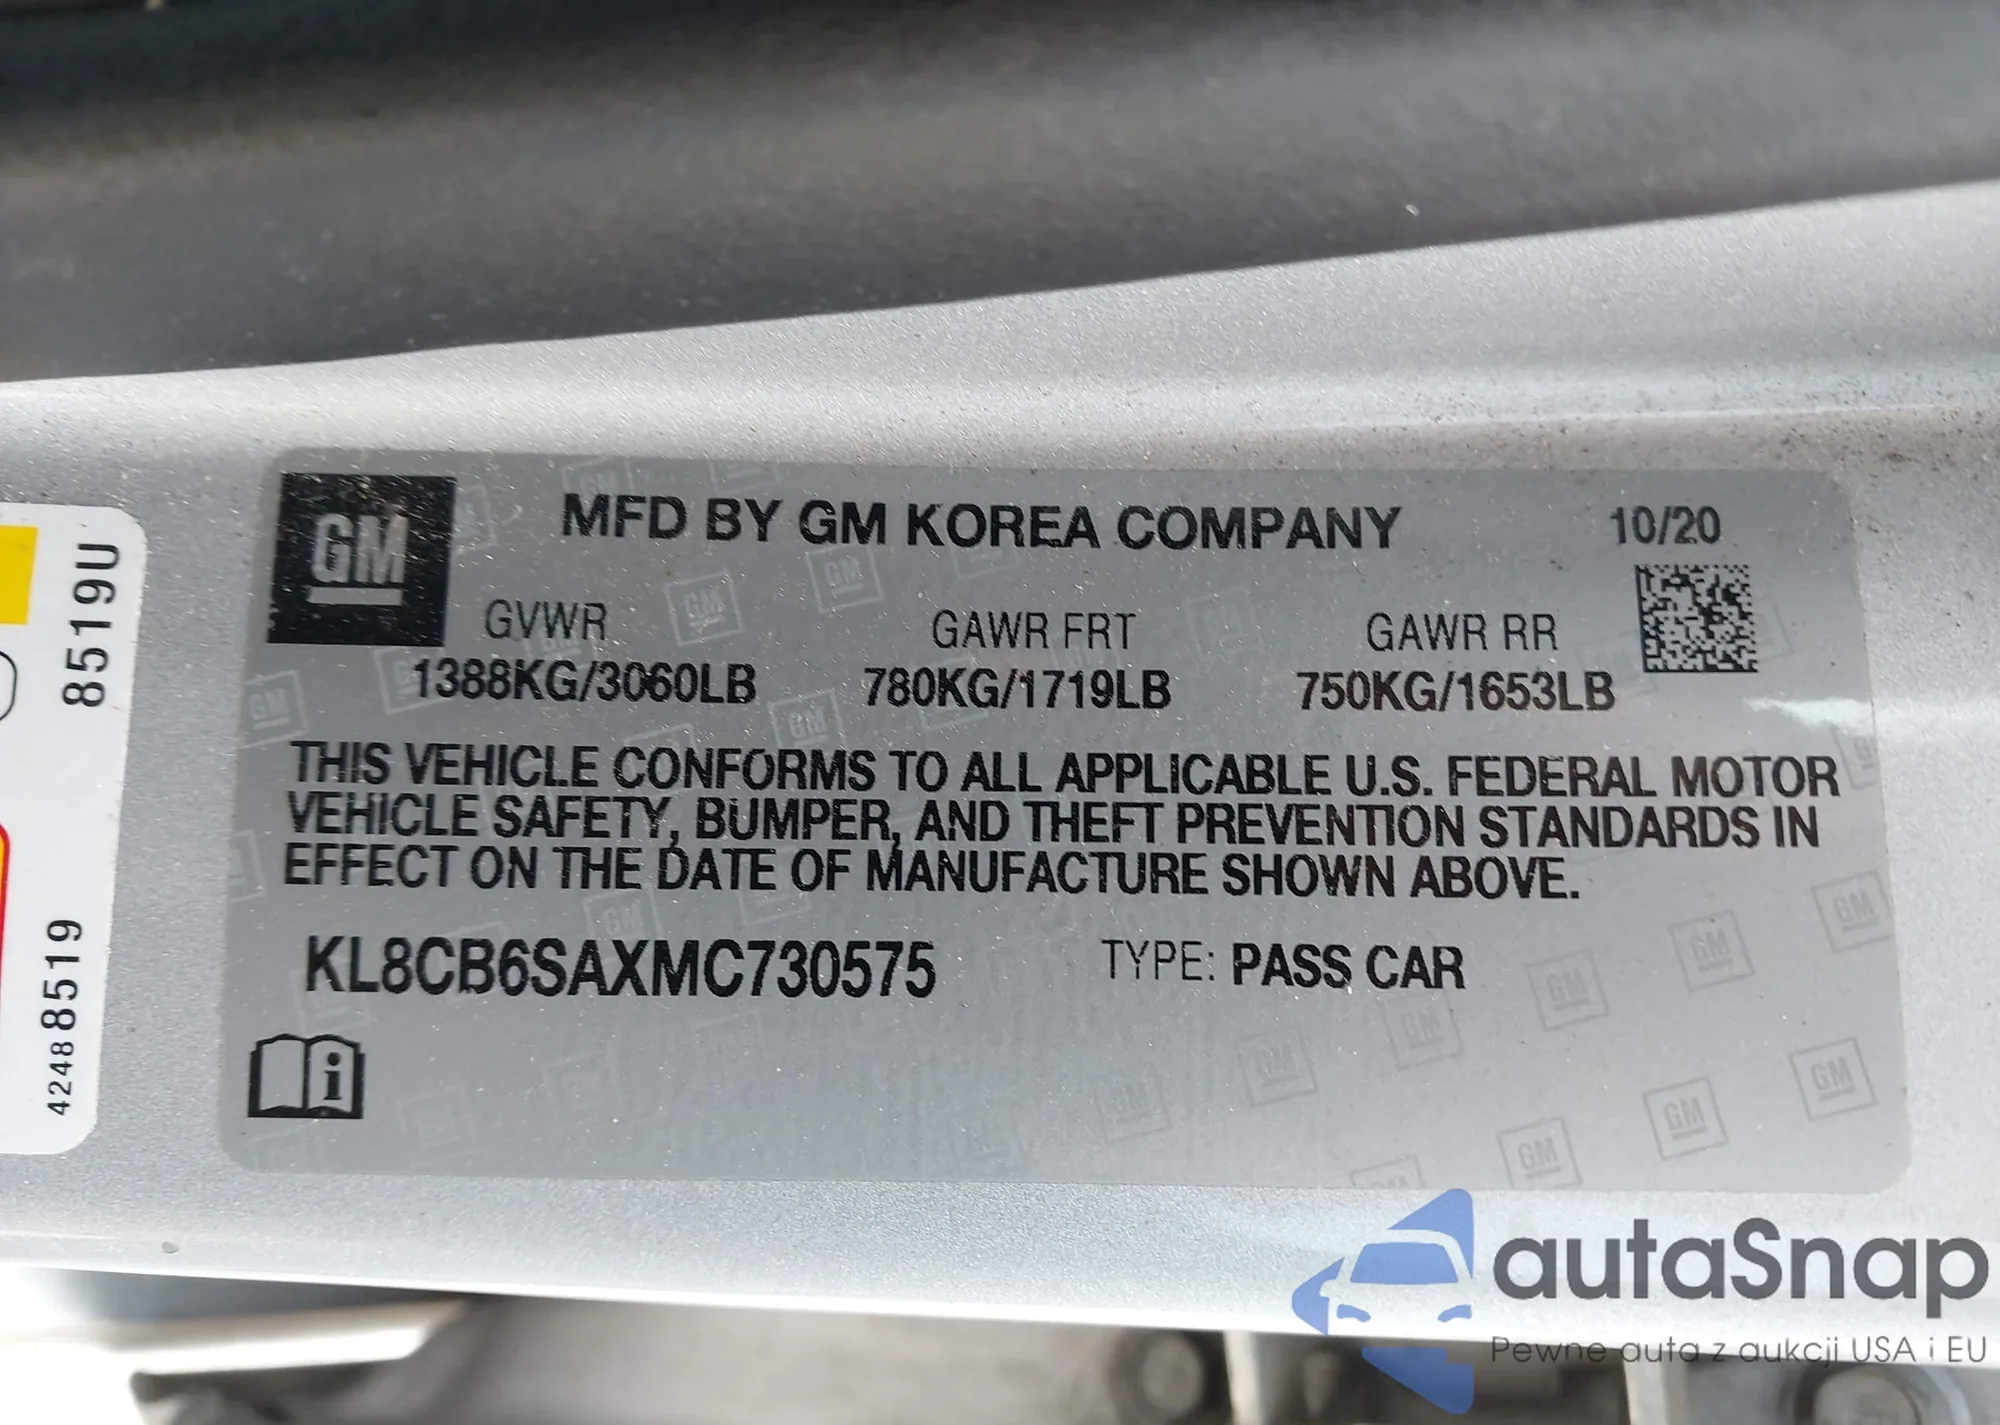 GM
MFD BY GM KOREA COMPANY
10/20
GVWR
GAWR FRT
GAWR RR
1388KG/3060LB
780KG/1719LB
750KG/1653LB
THIS VEHICLE CONFORMS TO ALL APPLICABLE U.S. FEDERAL MOTOR
VEHICLE SAFETY, BUMPER, AND THEFT PREVENTION STANDARDS IN
EFFECT ON THE DATE OF MANUFACTURE SHOWN ABOVE.
KL8CB6SAXMC730575
TYPE: PASS CAR
i
8519U
42488519
autaSnap
Pewne auta z aukcji USA i EU